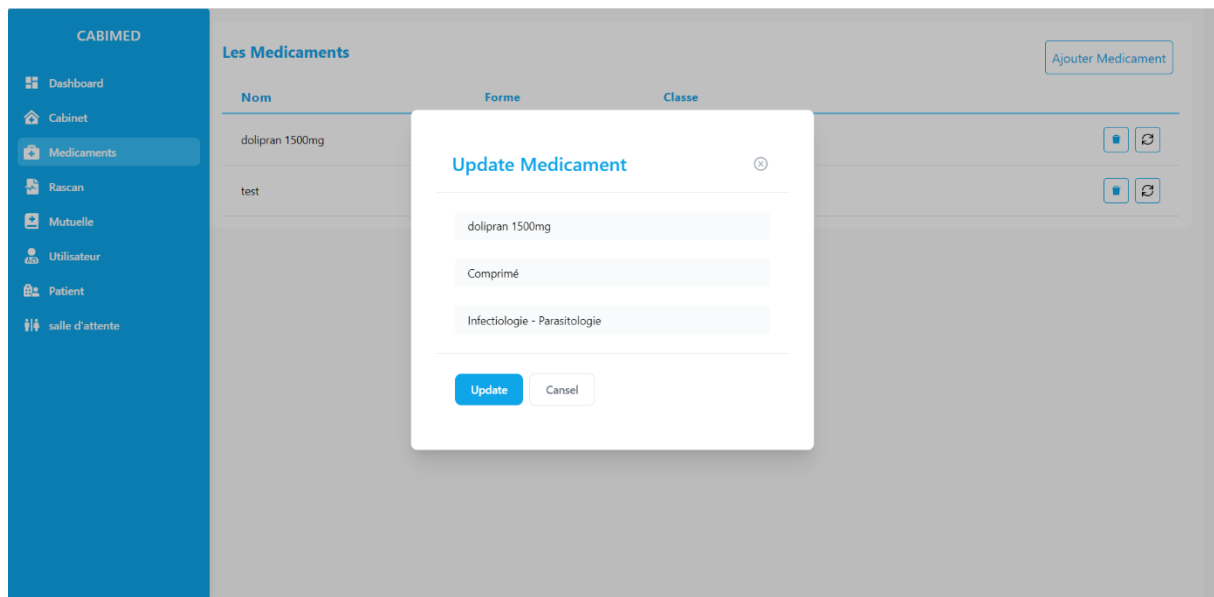 CABIMED
Dashboard
Cabinet
Medicaments
Rascan
Mutuelle
Utilisateur
Patient
salle d'attente
Les Medicaments
Ajouter Medicament
Nom Forme Classe
dolipran 1500mg
test
Update Medicament
dolipran 1500mg
Comprimé
Infectiologie - Parasitologie
Update Cansel